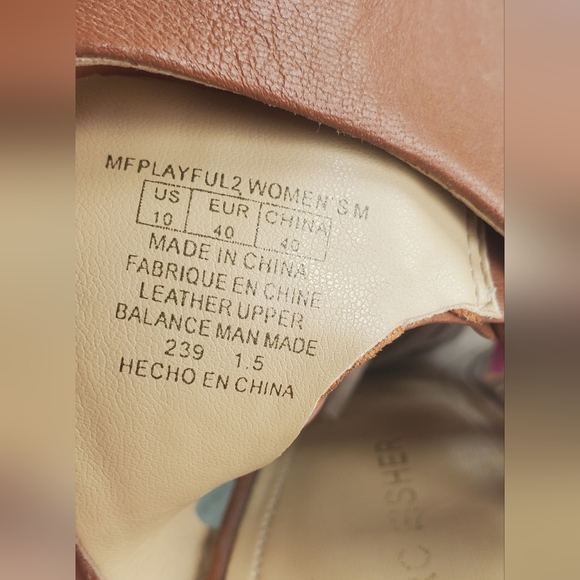 MFPLAYFUL2 WOMEN'S M
US EUR CHINA
10 40 40
MADE IN CHINA
FABRIQUE EN CHINE
LEATHER UPPER
BALANCE MAN MADE
239 1.5
HECHO EN CHINA
C FISHER